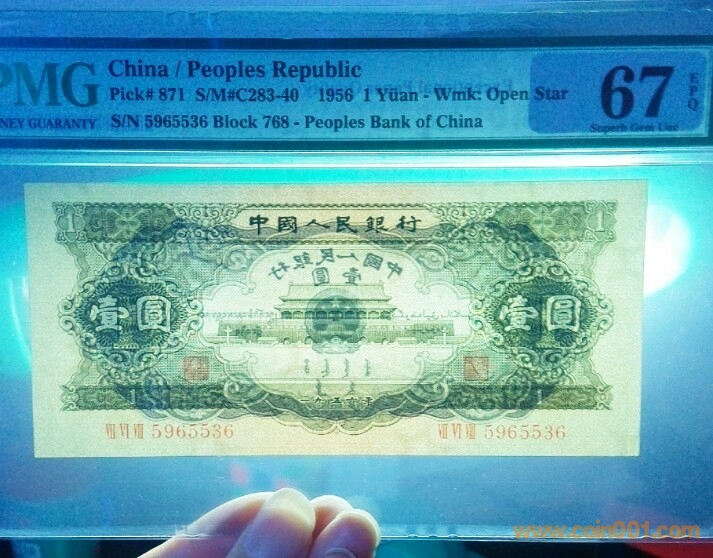 PMG China / Peoples Republic
Pick# 871 S/M#C283-40 1956 1 Yüan - Wmk: Open Star
S/N 5965536 Block 768 - Peoples Bank of China
NEY GUARANTY
67 EPQ
Superb Gem Unc
1 中國人民銀行 1
中國人民銀行
壹圓
壹圓 壹圓
1 一九五六年 1
VII VI VIII 5965536 VII VI VIII 5965536
www.coin001.com